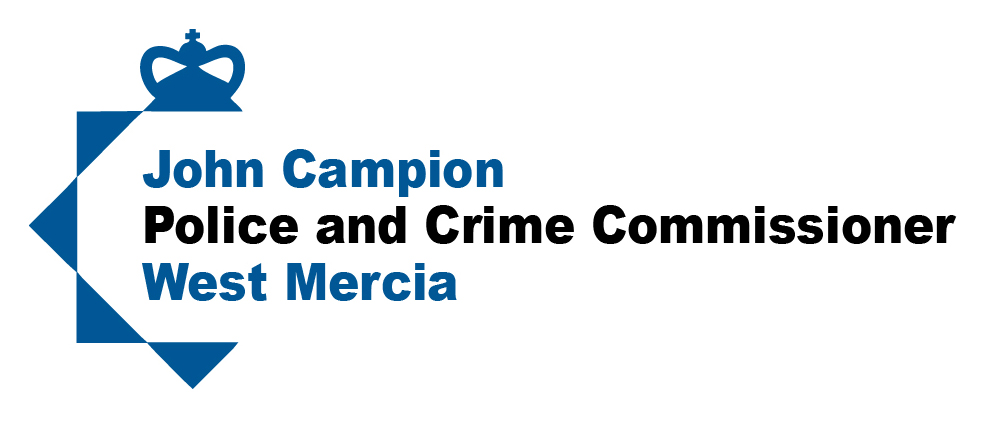 John Campion
Police and Crime Commissioner
West Mercia